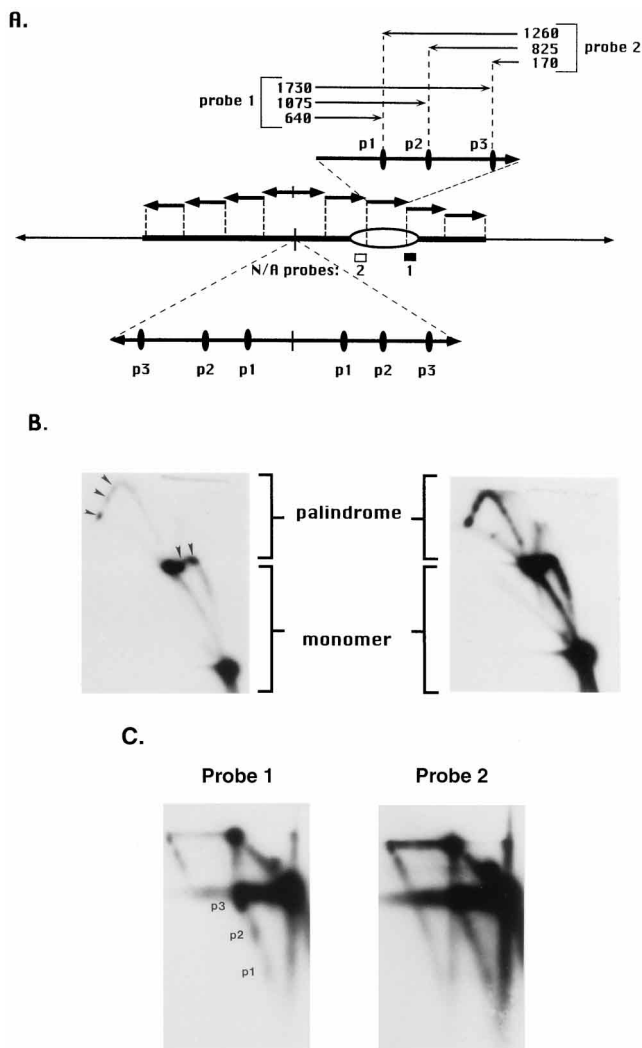 A.
1260
825
170
probe 2
probe 1
1730
1075
640
p1 p2 p3
N/A probes: 2 1
p3 p2 p1 p1 p2 p3
B.
palindrome
monomer
C.
Probe 1 Probe 2
p3
p2
p1